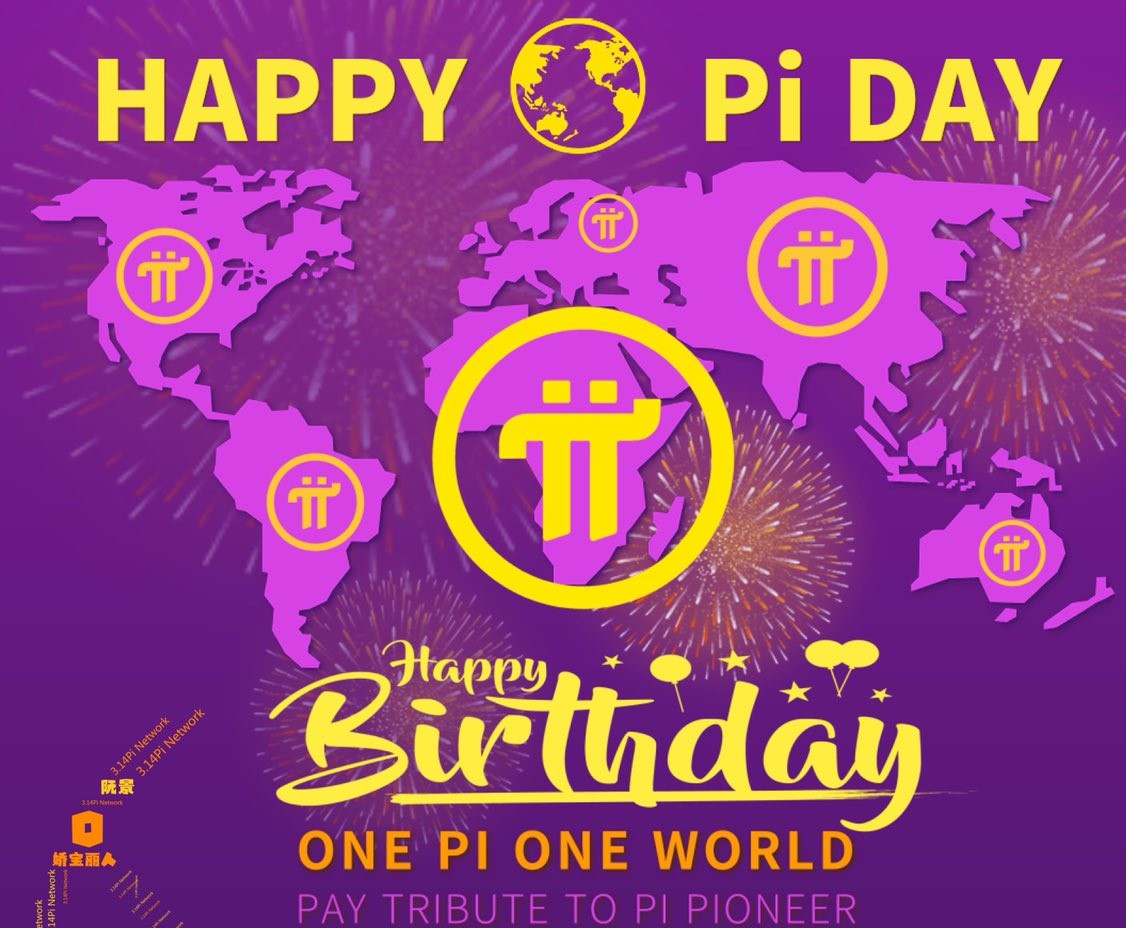 HAPPY Pi DAY
Happy
Birthday
ONE PI ONE WORLD
PAY TRIBUTE TO PI PIONEER
3.14Pi Network
3.14Pi Network
阮景
3.14Pi Network
娇宝丽人